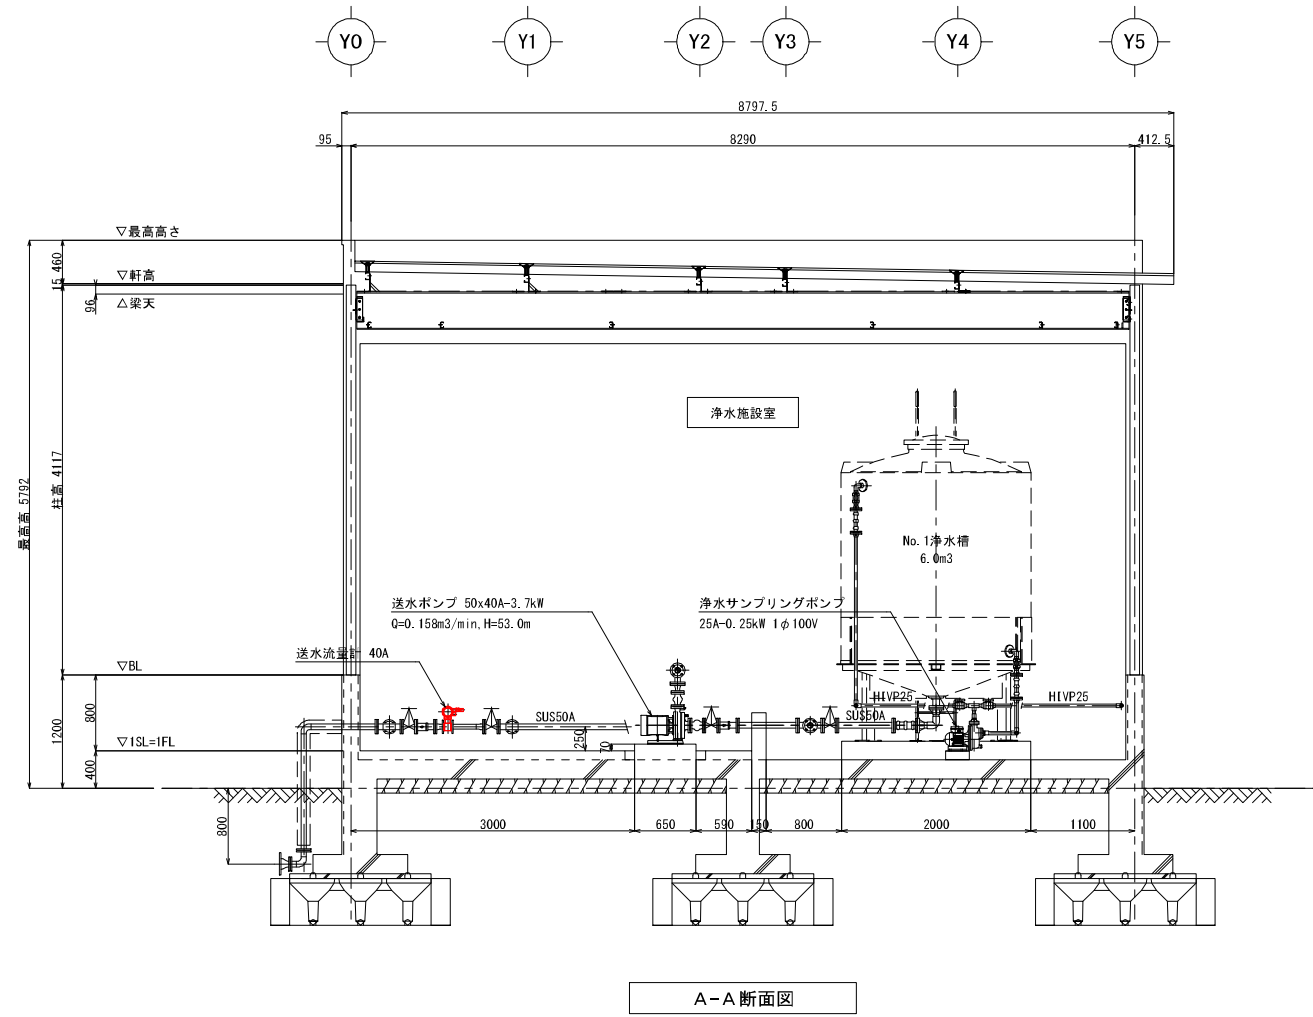 Y0 Y1 Y2 Y3 Y4 Y5
8797.5
95 8290 412.5
▽最高高さ
460
▽軒高
15
96
△梁天
浄水施設室
最高高 5792
柱高 4117
No.1浄水槽
6.0m3
送水ポンプ 50x40A-3.7kW
Q=0.158m3/min,H=53.0m
浄水サンプリングポンプ
25A-0.25kW 1φ100V
送水流量計 40A
▽BL
HIVP25 HIVP25
SUS50A SUS50A
1200
800
250
70
▽1SL=1FL
400
800
3000 650 590 150 800 2000 1100
A-A断面図